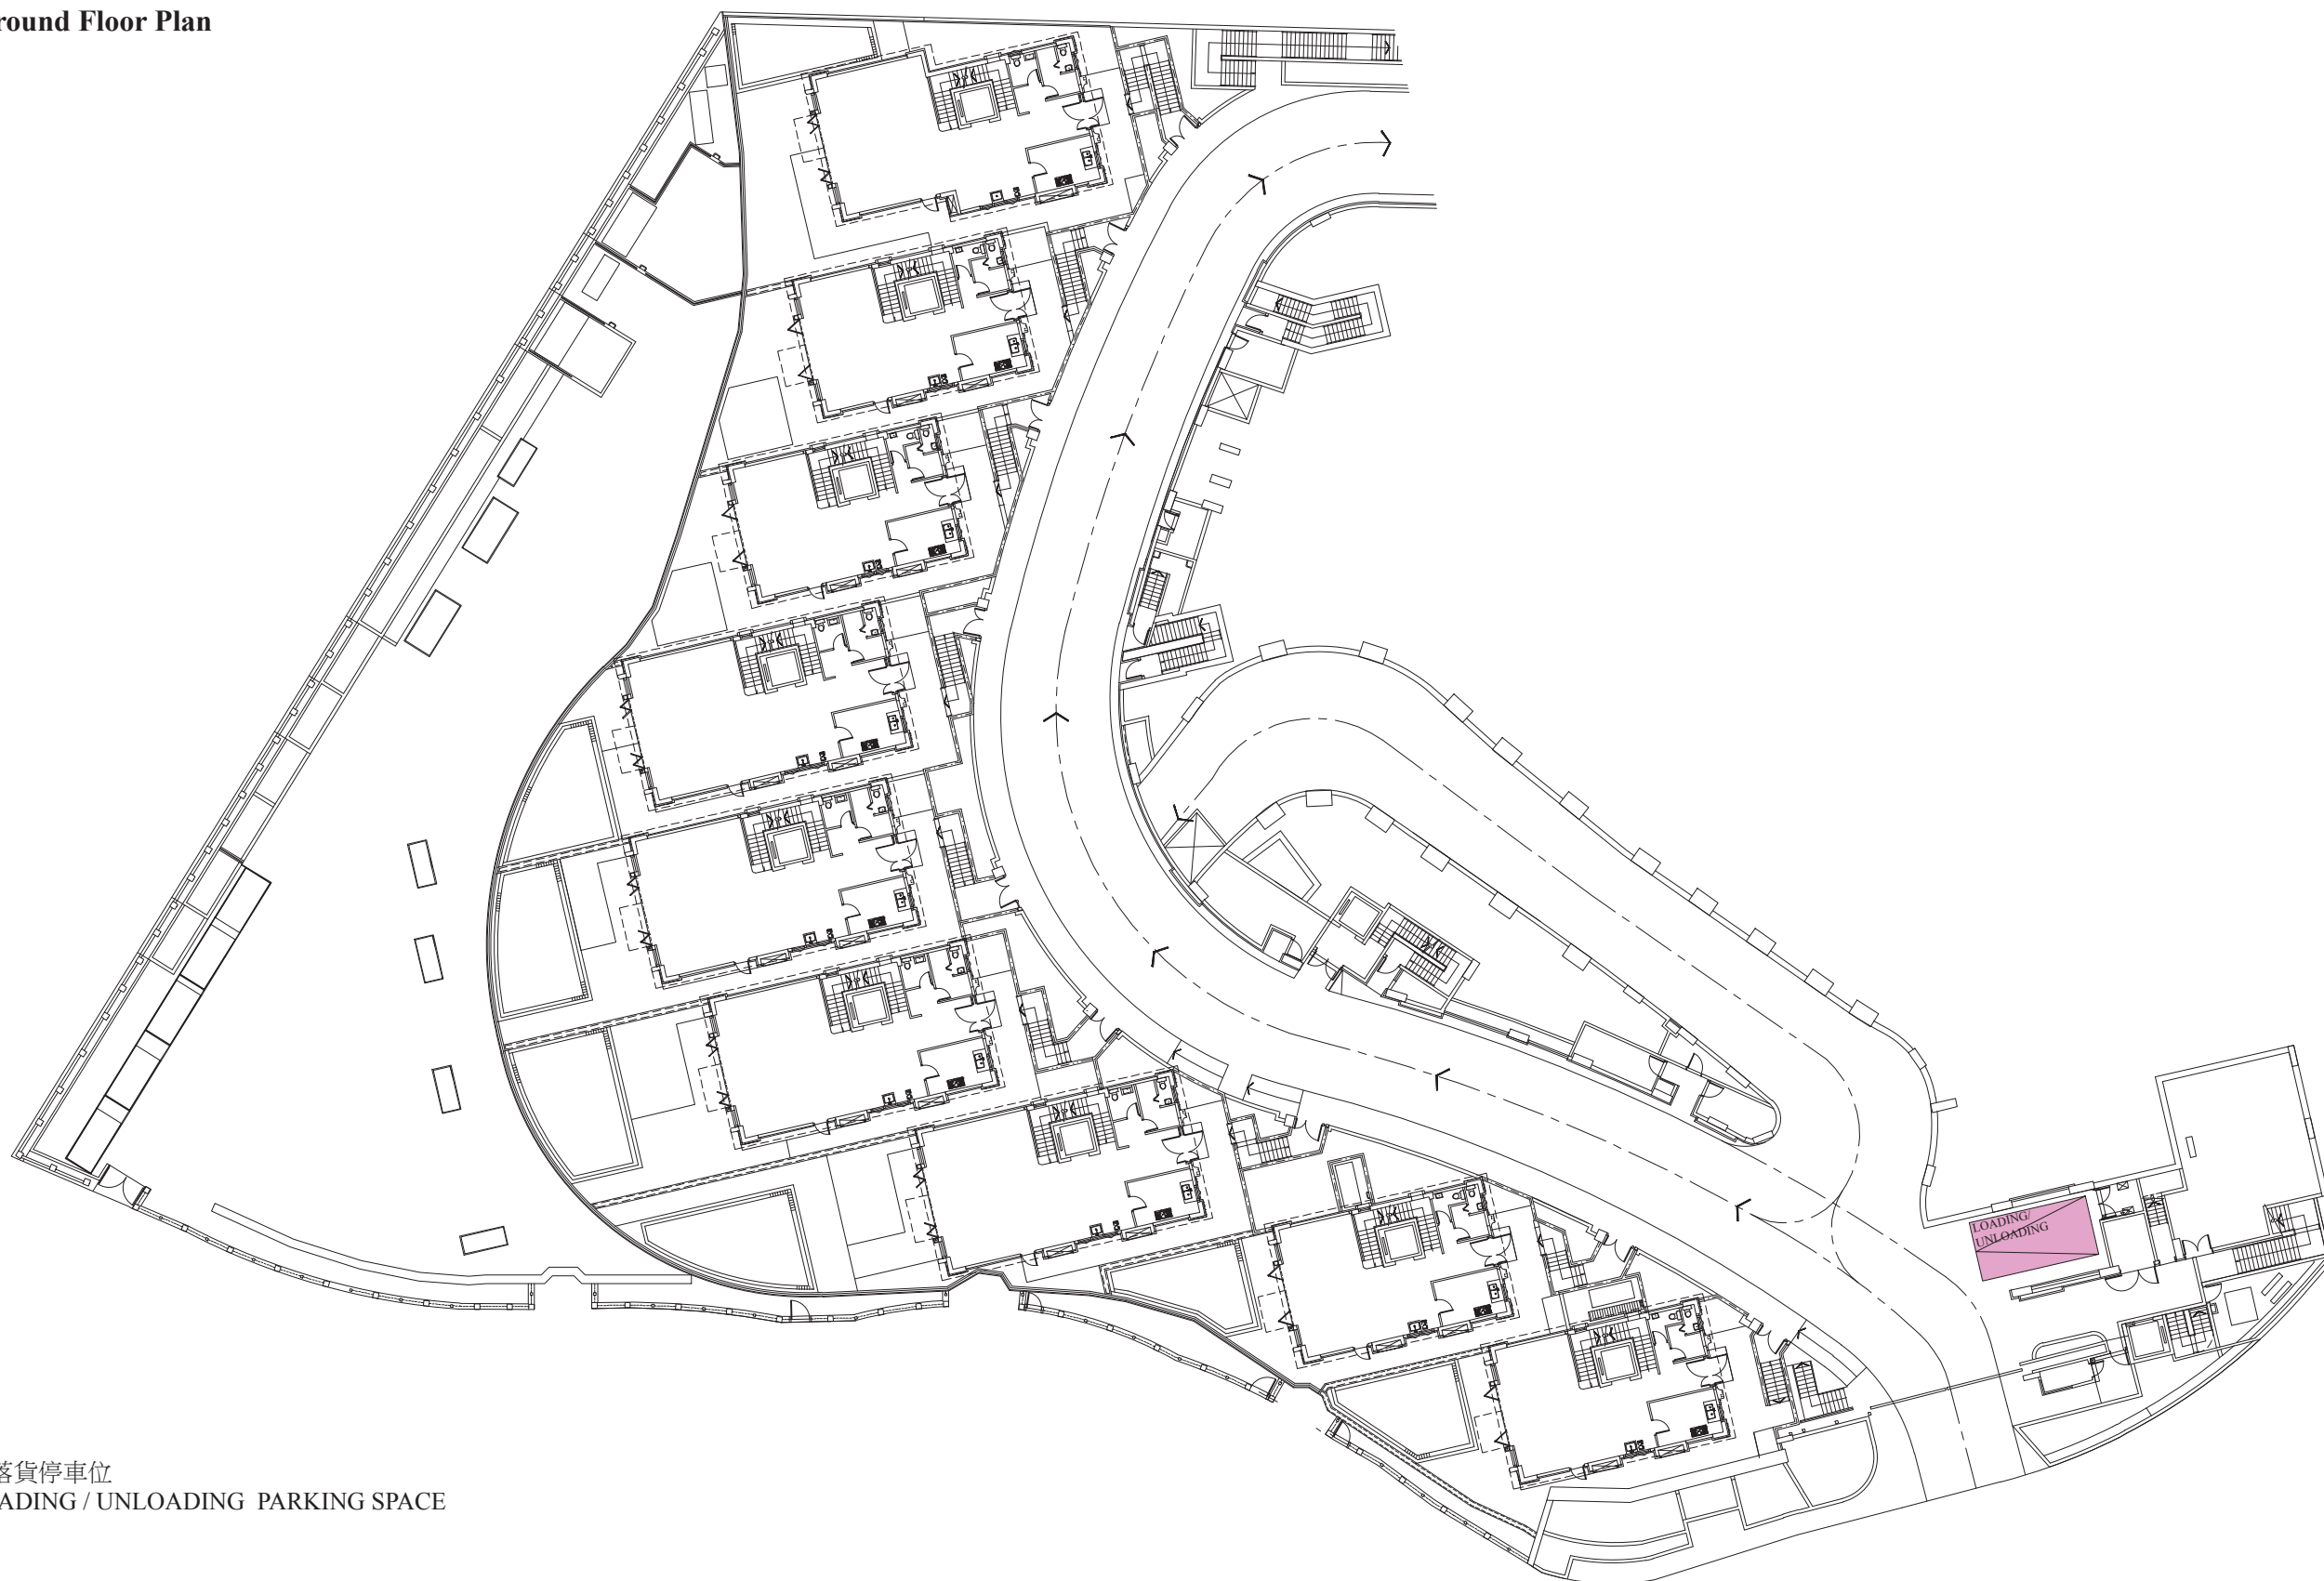 round Floor Plan
LOADING/
UNLOADING
落貨停車位
ADING / UNLOADING PARKING SPACE